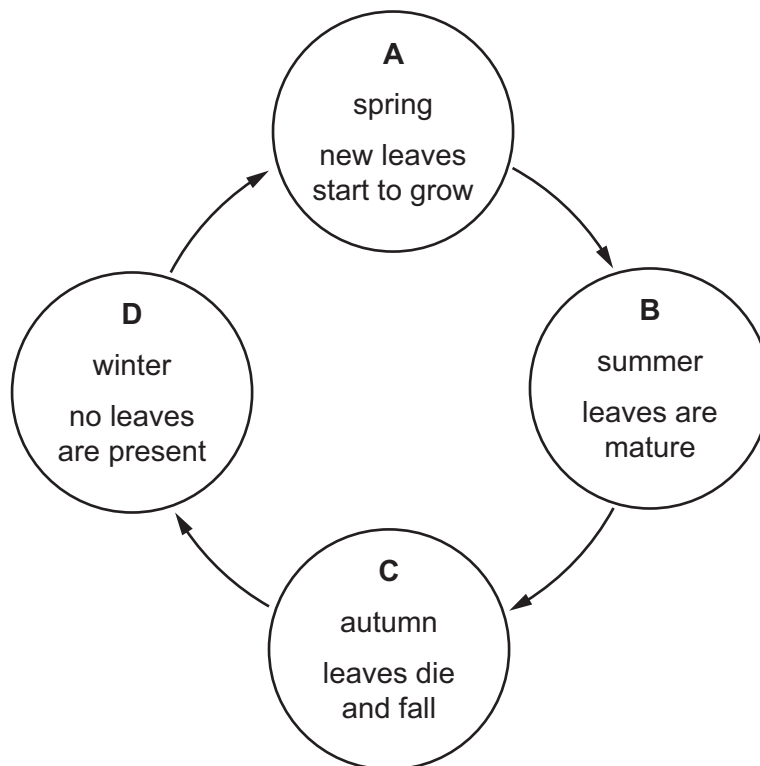 A
spring
new leaves
start to grow
B
summer
leaves are
mature
C
autumn
leaves die
and fall
D
winter
no leaves
are present